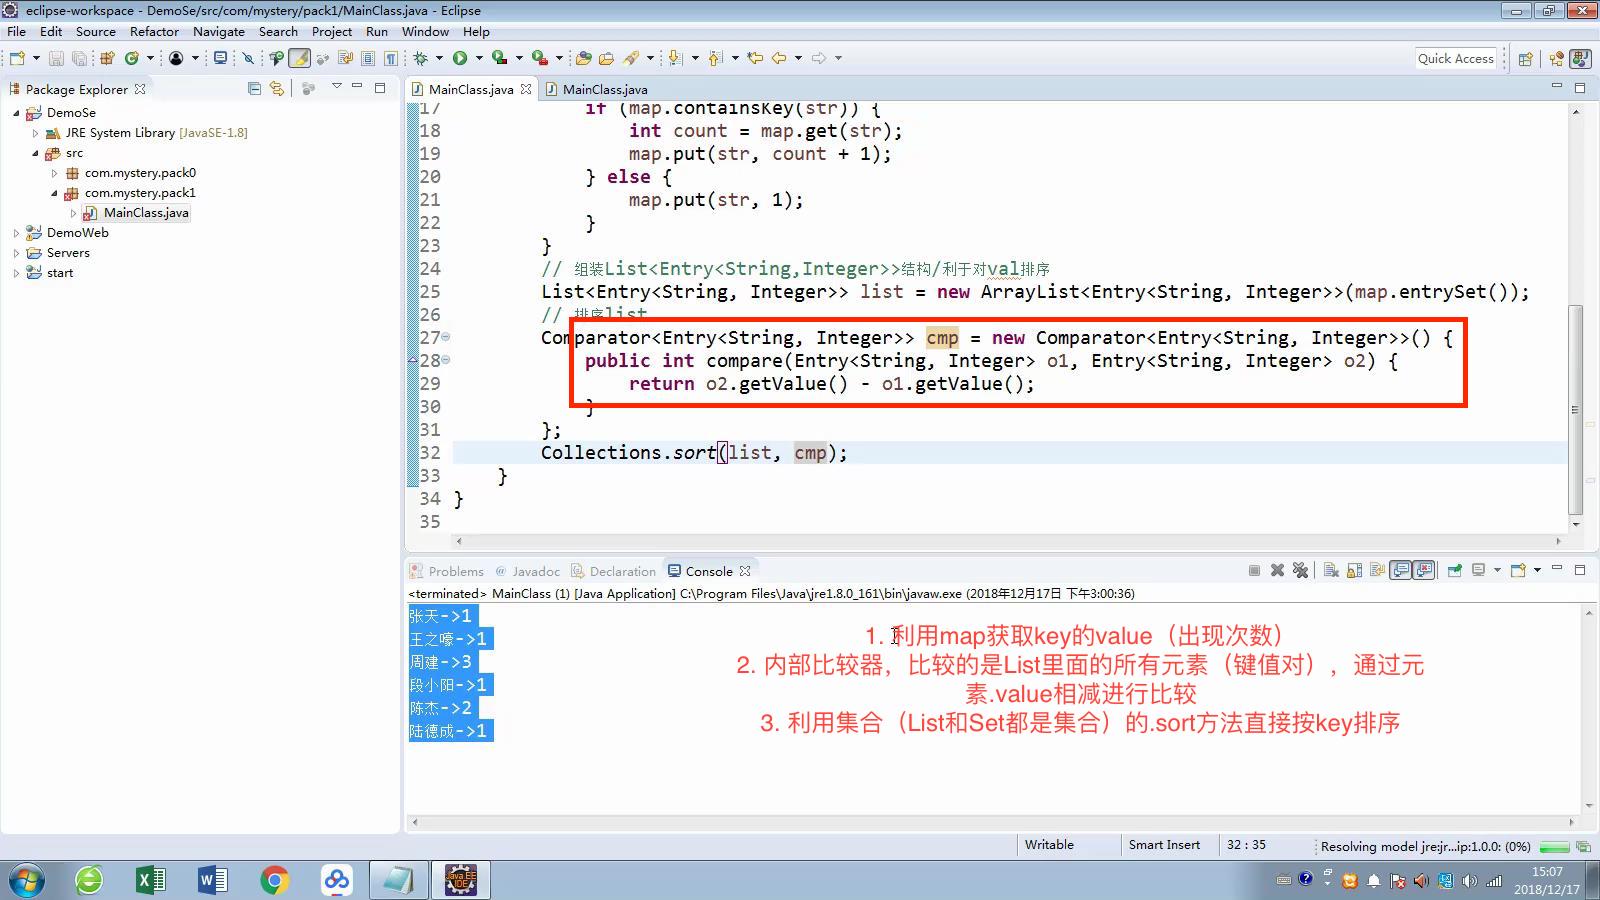 eclipse-workspace - DemoSe/src/com/mystery/pack1/MainClass.java - Eclipse
File Edit Source Refactor Navigate Search Project Run Window Help
Quick Access
Package Explorer
DemoSe
JRE System Library [JavaSE-1.8]
src
com.mystery.pack0
com.mystery.pack1
MainClass.java
DemoWeb
Servers
start
MainClass.java MainClass.java
17 if (map.containsKey(str)) {
18 int count = map.get(str);
19 map.put(str, count + 1);
20 } else {
21 map.put(str, 1);
22 }
23 }
24 // 组装List<Entry<String,Integer>>结构/利于对val排序
25 List<Entry<String, Integer>> list = new ArrayList<Entry<String, Integer>>(map.entrySet());
26 // 排序list
27 Comparator<Entry<String, Integer>> cmp = new Comparator<Entry<String, Integer>>() {
28 public int compare(Entry<String, Integer> o1, Entry<String, Integer> o2) {
29 return o2.getValue() - o1.getValue();
30 }
31 };
32 Collections.sort(list, cmp);
33 }
34 }
35
Problems @ Javadoc Declaration Console
<terminated> MainClass (1) [Java Application] C:\Program Files\Java\jre1.8.0_161\bin\javaw.exe (2018年12月17日 下午3:00:36)
张天->1
王之嚎->1
周建->3
段小阳->1
陈杰->2
陆德成->1
1. 利用map获取key的value（出现次数）
2. 内部比较器，比较的是List里面的所有元素（键值对），通过元
素.value相减进行比较
3. 利用集合（List和Set都是集合）的.sort方法直接按key排序
Writable Smart Insert 32 : 35 Resolving model jre:jr...ip:1.0.0: (0%)
Java EE
IDE
15:07
2018/12/17